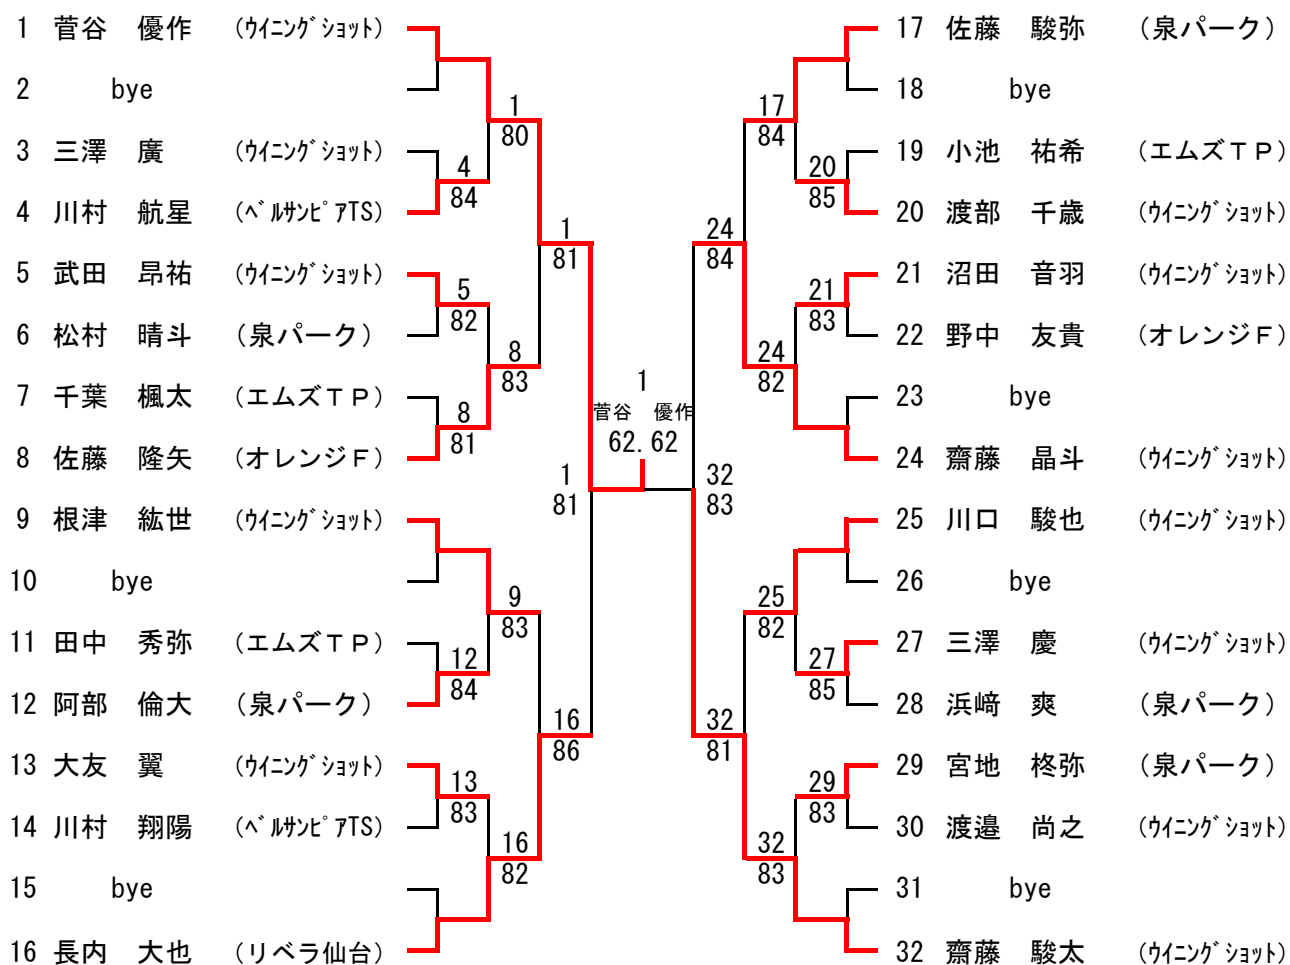 1 菅谷 優作 (ｳｲﾆﾝｸﾞｼｮｯﾄ)
2 bye
3 三澤 廣 (ｳｲﾆﾝｸﾞｼｮｯﾄ)
4 川村 航星 (ﾍﾞﾙｻﾝﾋﾟｱTS)
5 武田 昂祐 (ｳｲﾆﾝｸﾞｼｮｯﾄ)
6 松村 晴斗 (泉パーク)
7 千葉 楓太 (エムズＴＰ)
8 佐藤 隆矢 (オレンジＦ)
9 根津 紘世 (ｳｲﾆﾝｸﾞｼｮｯﾄ)
10 bye
11 田中 秀弥 (エムズＴＰ)
12 阿部 倫大 (泉パーク)
13 大友 翼 (ｳｲﾆﾝｸﾞｼｮｯﾄ)
14 川村 翔陽 (ﾍﾞﾙｻﾝﾋﾟｱTS)
15 bye
16 長内 大也 (リベラ仙台)
4
84
5
82
8
81
12
84
13
83
1
80
8
83
9
83
16
82
1
81
16
86
1
81
1
菅谷 優作
62. 62
32
83
24
84
32
81
17
84
24
82
25
82
32
83
20
85
21
83
27
85
29
83
17 佐藤 駿弥 (泉パーク)
18 bye
19 小池 祐希 (エムズＴＰ)
20 渡部 千歳 (ｳｲﾆﾝｸﾞｼｮｯﾄ)
21 沼田 音羽 (ｳｲﾆﾝｸﾞｼｮｯﾄ)
22 野中 友貴 (オレンジＦ)
23 bye
24 齋藤 晶斗 (ｳｲﾆﾝｸﾞｼｮｯﾄ)
25 川口 駿也 (ｳｲﾆﾝｸﾞｼｮｯﾄ)
26 bye
27 三澤 慶 (ｳｲﾆﾝｸﾞｼｮｯﾄ)
28 浜﨑 爽 (泉パーク)
29 宮地 柊弥 (泉パーク)
30 渡邉 尚之 (ｳｲﾆﾝｸﾞｼｮｯﾄ)
31 bye
32 齋藤 駿太 (ｳｲﾆﾝｸﾞｼｮｯﾄ)